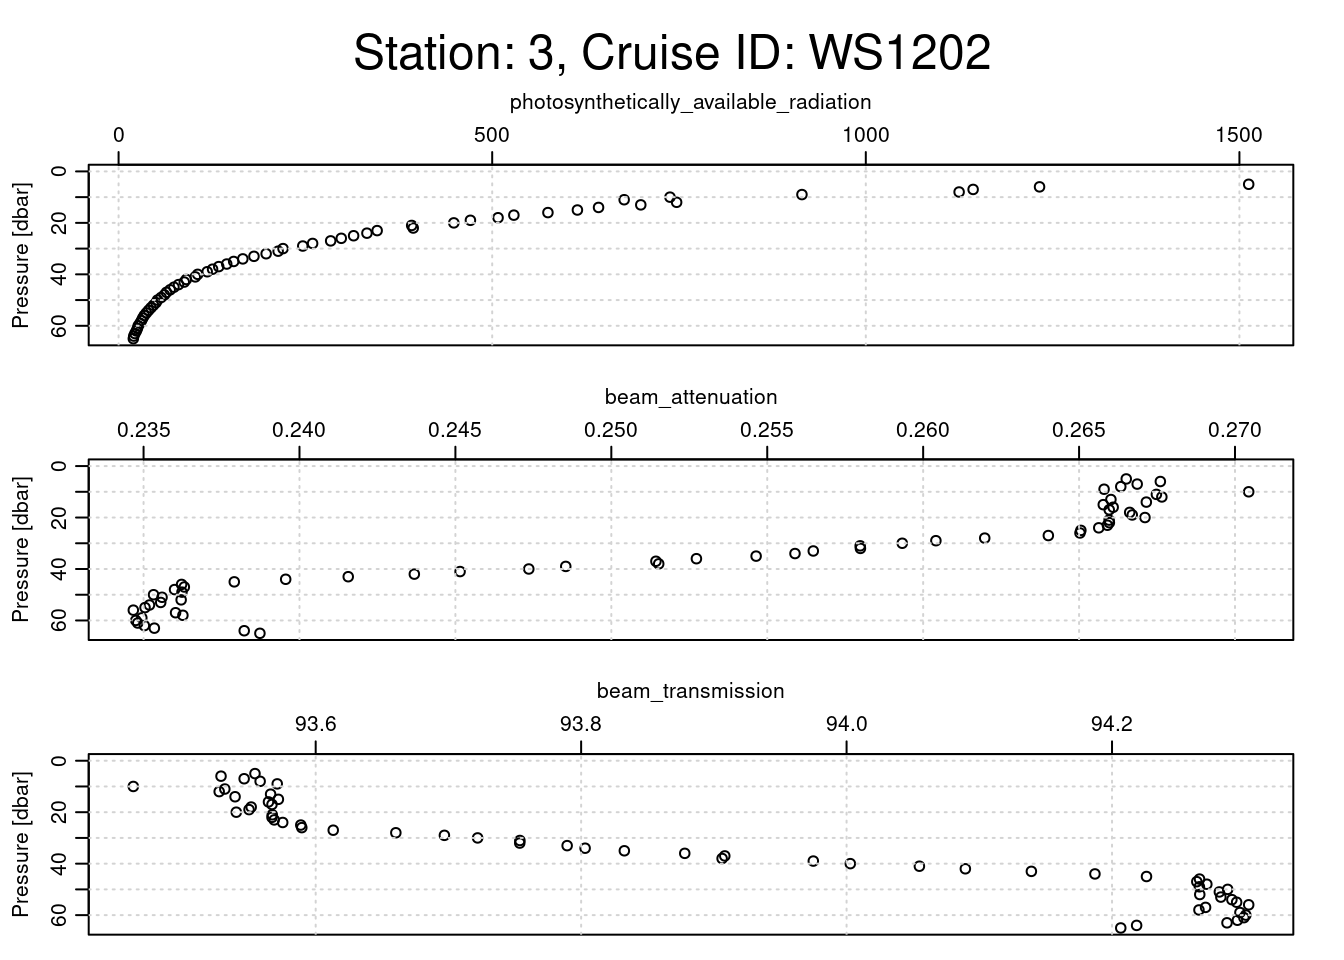 Station: 3, Cruise ID: WS1202
photosynthetically_available_radiation
0 500 1000 1500
Pressure [dbar]
0
20
40
60
beam_attenuation
0.235 0.240 0.245 0.250 0.255 0.260 0.265 0.270
Pressure [dbar]
0
20
40
60
beam_transmission
93.6 93.8 94.0 94.2
Pressure [dbar]
0
20
40
60